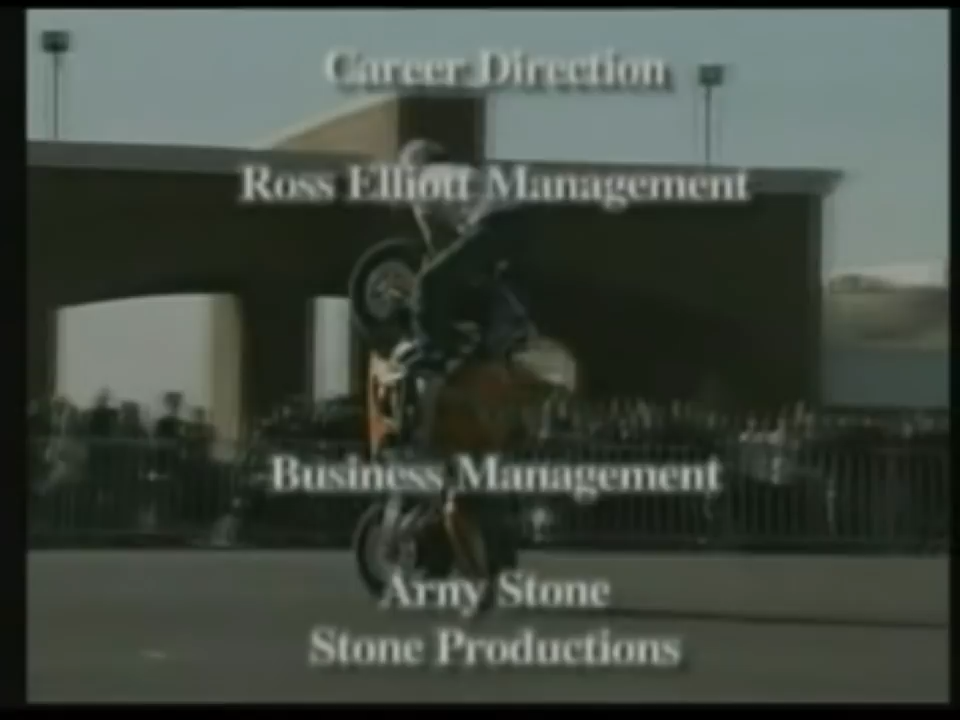 Career Direction
Ross Elliott Management
Business Management
Arny Stone
Stone Productions